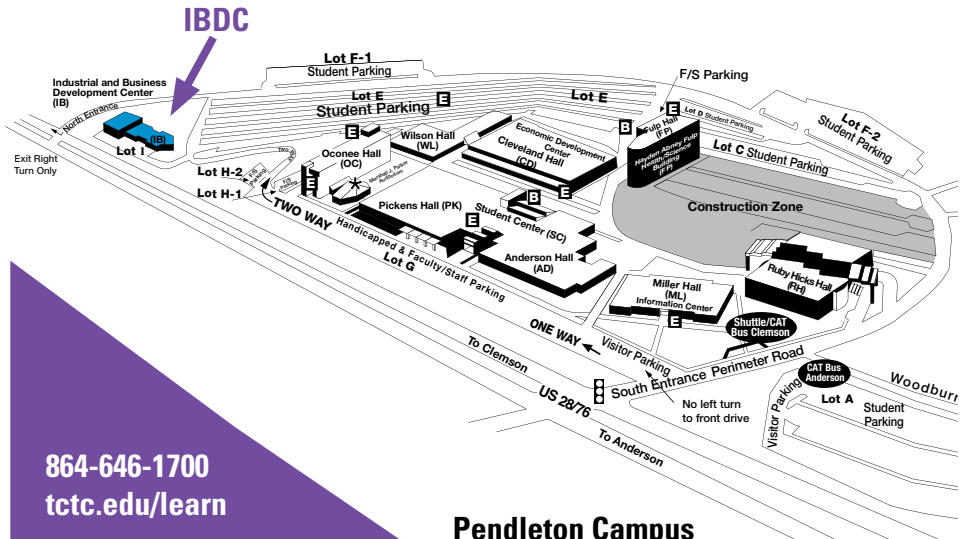 IBDC
Lot F-1
Student Parking
F/S Parking
Industrial and Business
Development Center
(IB)
North Entrance
Lot E
Student Parking
E
Lot E
E
Lot D Student Parking
Lot F-2
Student Parking
B
Fulp Hall
(FP)
Hayden Abney Fulp
Health/Science
Building
(FP)
Lot C Student Parking
(IB)
Lot I
Exit Right
Turn Only
E
Wilson Hall
(WL)
Economic Development
Center
Cleveland Hall
(CD)
E
Two Way
Oconee Hall
(OC)
E
Marshall J. Parker
Auditorium
Lot H-2
F/S
Parking
Lot H-1
F/S
Parking
TWO WAY
Pickens Hall (PK)
B
Student Center (SC)
E
Construction Zone
Handicapped & Faculty/Staff Parking
Lot G
Anderson Hall
(AD)
Ruby Hicks Hall
(RH)
Miller Hall
(ML)
Information Center
E
Shuttle/CAT
Bus Clemson
ONE WAY
Visitor Parking
To Clemson
US 28/76
To Anderson
South Entrance Perimeter Road
No left turn
to front drive
CAT Bus
Anderson
Woodburn
Visitor Parking
Lot A
Student
Parking
864-646-1700
tctc.edu/learn
Pendleton Campus